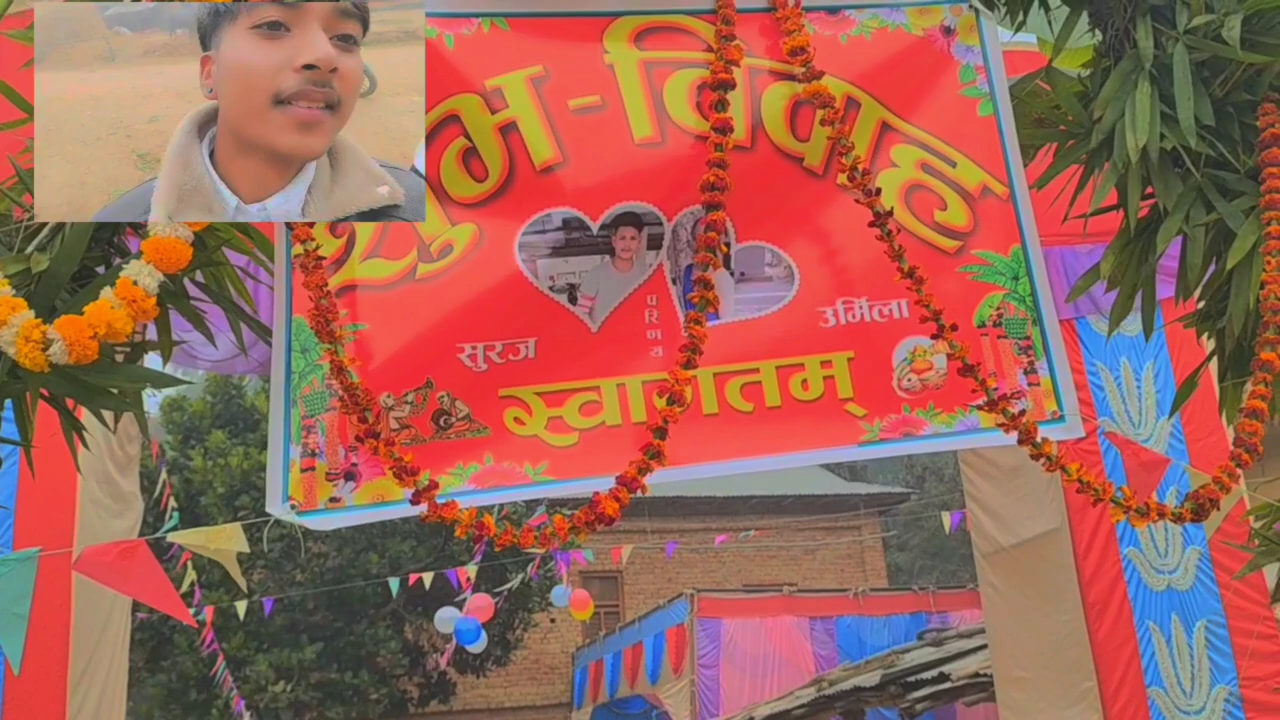 शुभ-विवाह
परिणय
सुरज
उर्मिला
स्वागतम्